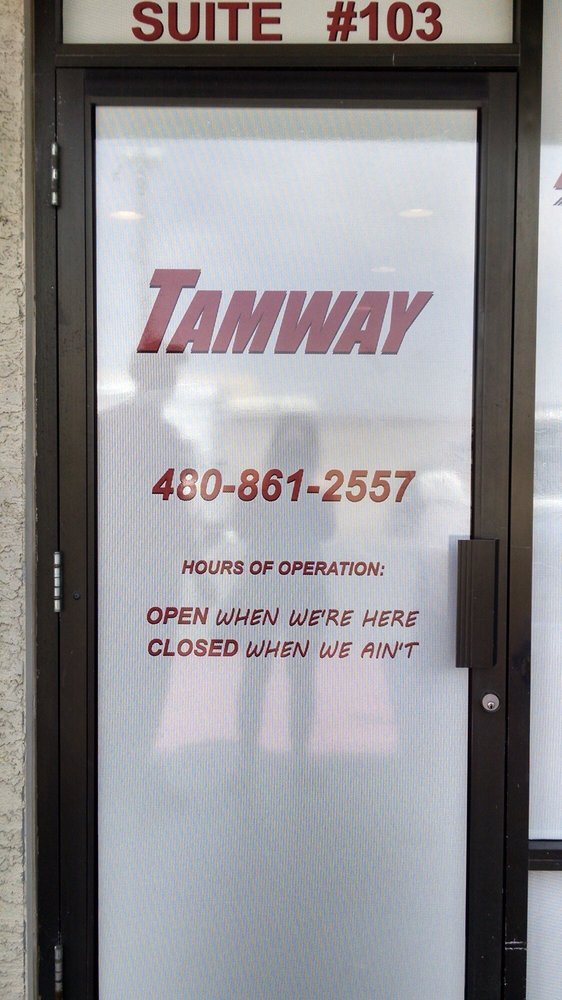 SUITE #103
TAMWAY
480-861-2557
HOURS OF OPERATION:
OPEN WHEN WE'RE HERE
CLOSED WHEN WE AIN'T